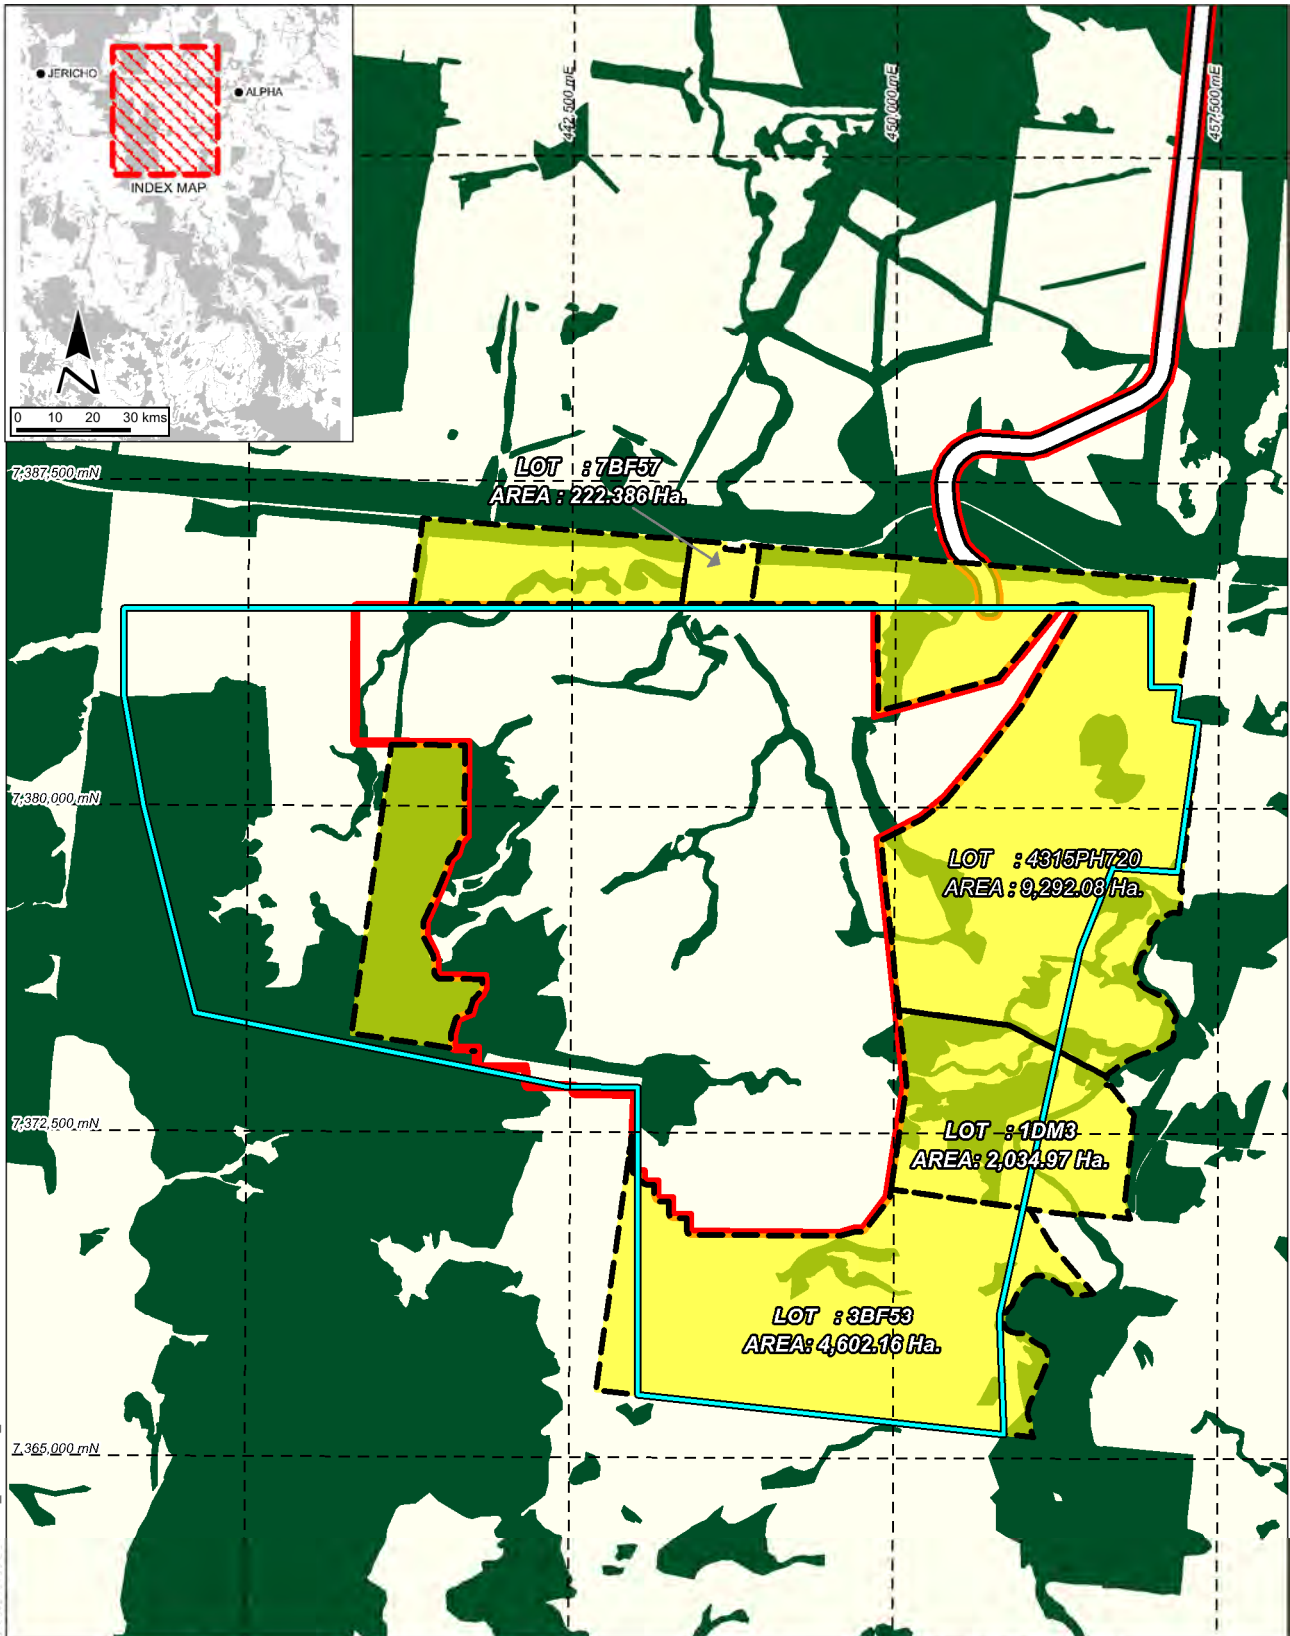 JERICHO
ALPHA
INDEX MAP
0 10 20 30 kms
442,500 mE
450,000 mE
457,500 mE
7,387,500 mN
LOT : 7BF57
AREA : 222.386 Ha.
7,380,000 mN
LOT : 4315PH720
AREA : 9,292.08 Ha.
7,372,500 mN
LOT : 1DM3
AREA: 2,034.97 Ha.
LOT : 3BF53
AREA: 4,602.16 Ha.
7,365,000 mN